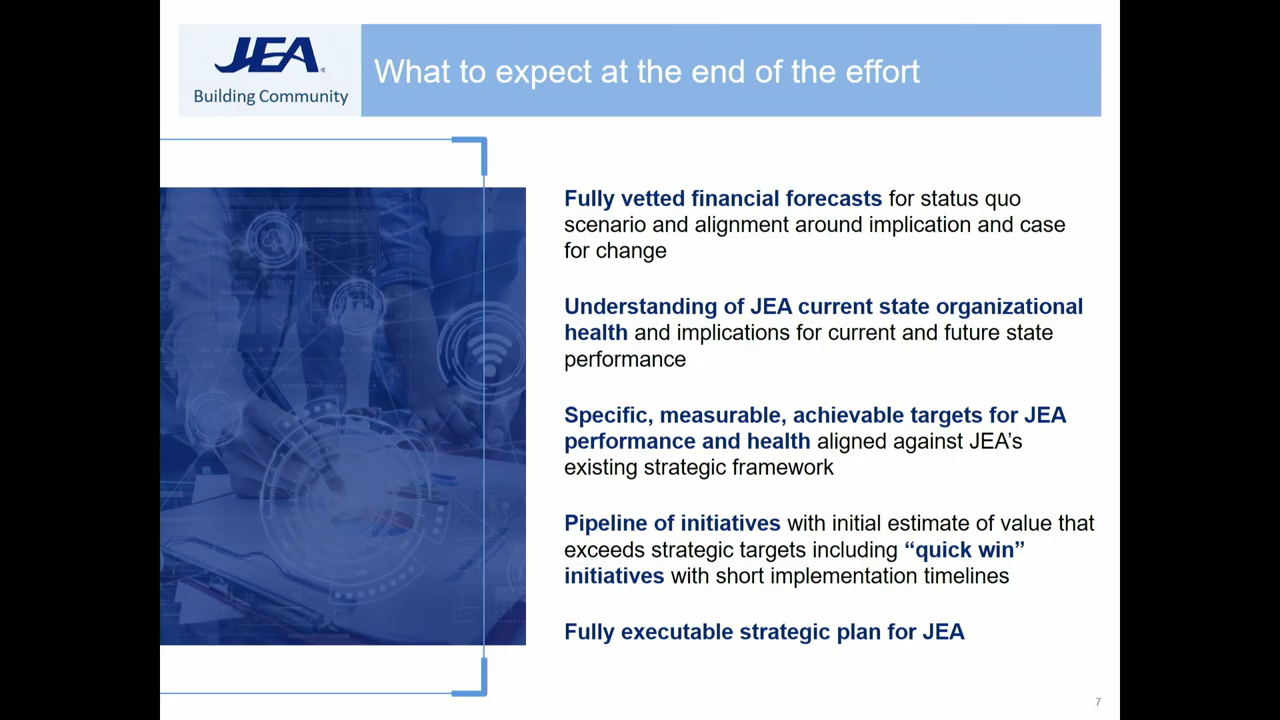 JEA
Building Community
What to expect at the end of the effort
Fully vetted financial forecasts for status quo
scenario and alignment around implication and case
for change
Understanding of JEA current state organizational
health and implications for current and future state
performance
Specific, measurable, achievable targets for JEA
performance and health aligned against JEA’s
existing strategic framework
Pipeline of initiatives with initial estimate of value that
exceeds strategic targets including “quick win”
initiatives with short implementation timelines
Fully executable strategic plan for JEA
7